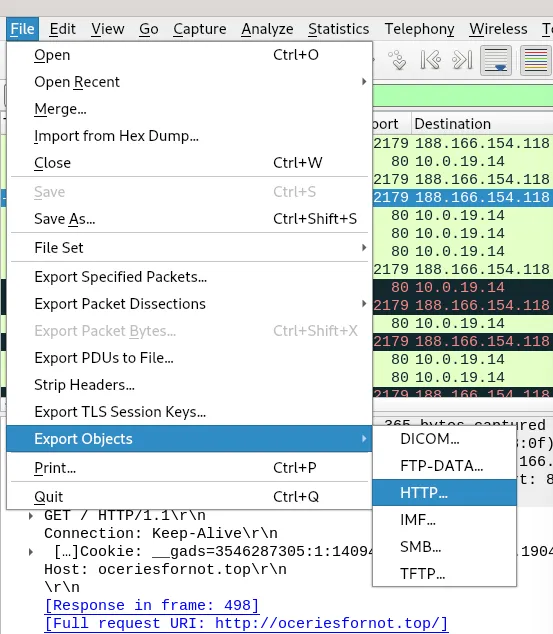 File Edit View Go Capture Analyze Statistics Telephony Wireless
Open Ctrl+O
Open Recent
Merge...
Import from Hex Dump...
Close Ctrl+W
Save Ctrl+S
Save As... Ctrl+Shift+S
File Set
Export Specified Packets...
Export Packet Dissections
Export Packet Bytes... Ctrl+Shift+X
Export PDUs to File...
Strip Headers...
Export TLS Session Keys...
Export Objects
Print... Ctrl+P
Quit Ctrl+Q
DICOM...
FTP-DATA...
HTTP...
IMF...
SMB...
TFTP...
port Destination
2179 188.166.154.118
80 10.0.19.14
2179 188.166.154.118
2179 188.166.154.118
80 10.0.19.14
80 10.0.19.14
80 10.0.19.14
2179 188.166.154.118
80 10.0.19.14
2179 188.166.154.118
80 10.0.19.14
2179 188.166.154.118
80 10.0.19.14
80 10.0.19.14
2179 188.166.154.118
365 bytes captured
:0f)
166.
t: 8
GET / HTTP/1.1\r\n
Connection: Keep-Alive\r\n
[…]Cookie: __gads=3546287305:1:14094
.1904
Host: oceriesfornot.top\r\n
\r\n
[Response in frame: 498]
[Full request URI: http://oceriesfornot.top/]